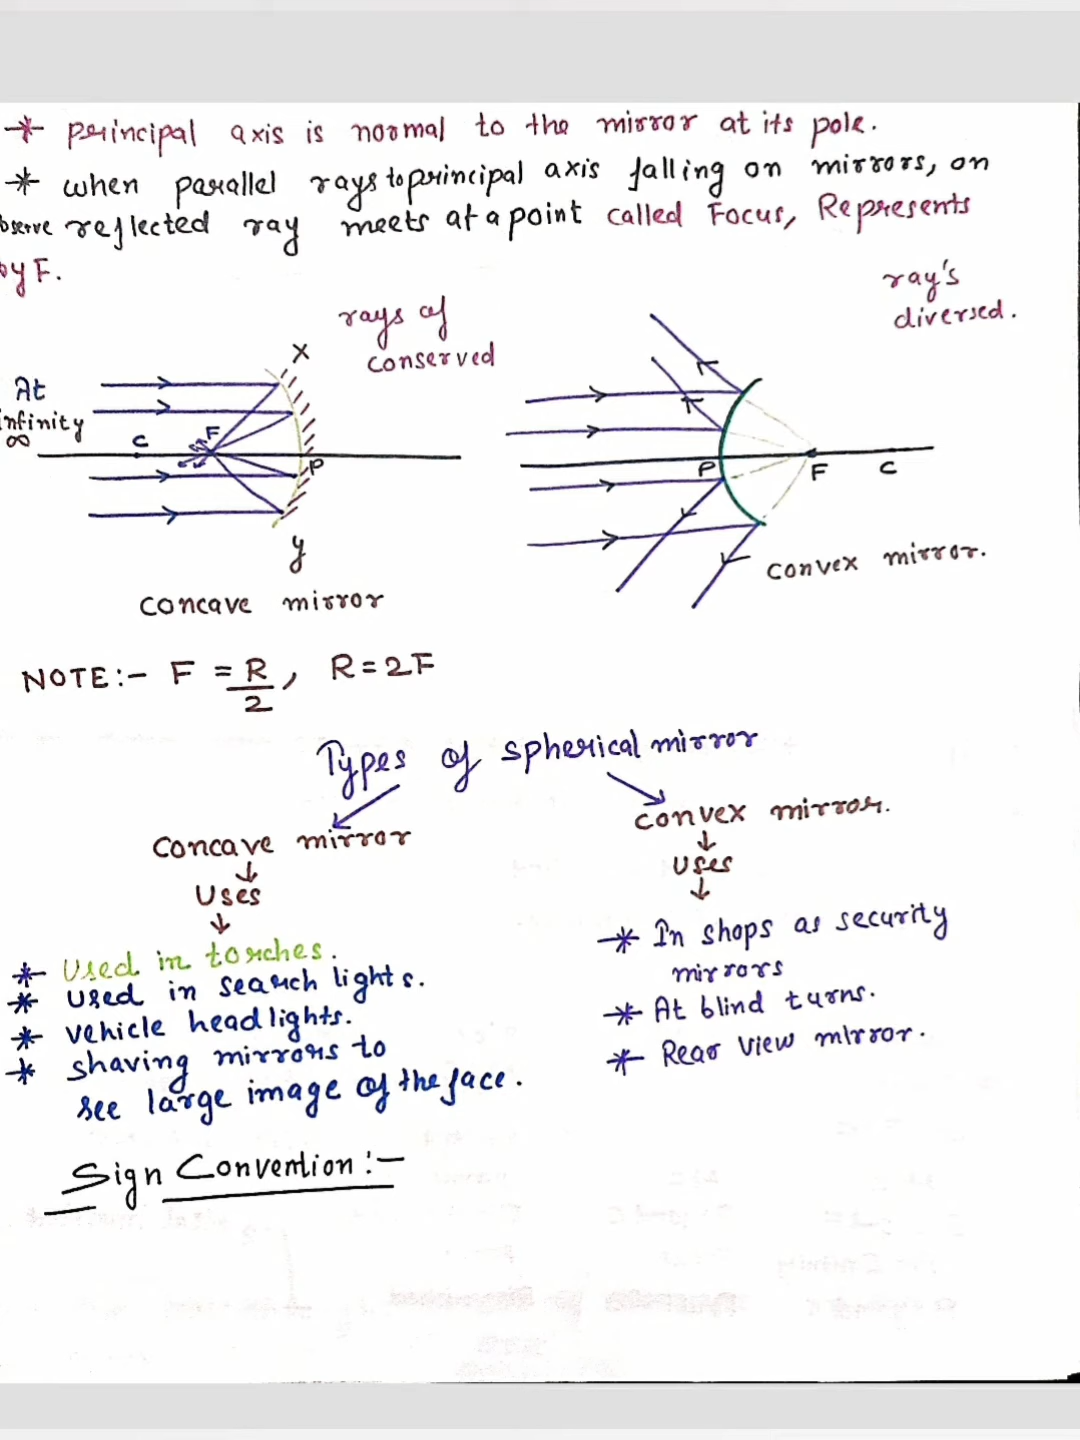 * principal axis is normal to the mirror at its pole.
* when parallel rays to principal axis falling on mirrors, on
observe reflected ray meets at a point called Focus, Represents
by F.
rays of
conserved
ray's
diversed.
X
At
infinity
∞
C
F
P
y
concave mirror
P
F
C
convex mirror.
NOTE:- F = R/2, R = 2F
Types of spherical mirror
concave mirror
↓
Uses
↓
* Used in torches.
* used in search lights.
* vehicle headlights.
* shaving mirrors to
see large image of the face.
convex mirror.
↓
Uses
↓
* In shops as security
mirrors
* At blind turns.
* Rear view mirror.
Sign Convention :-